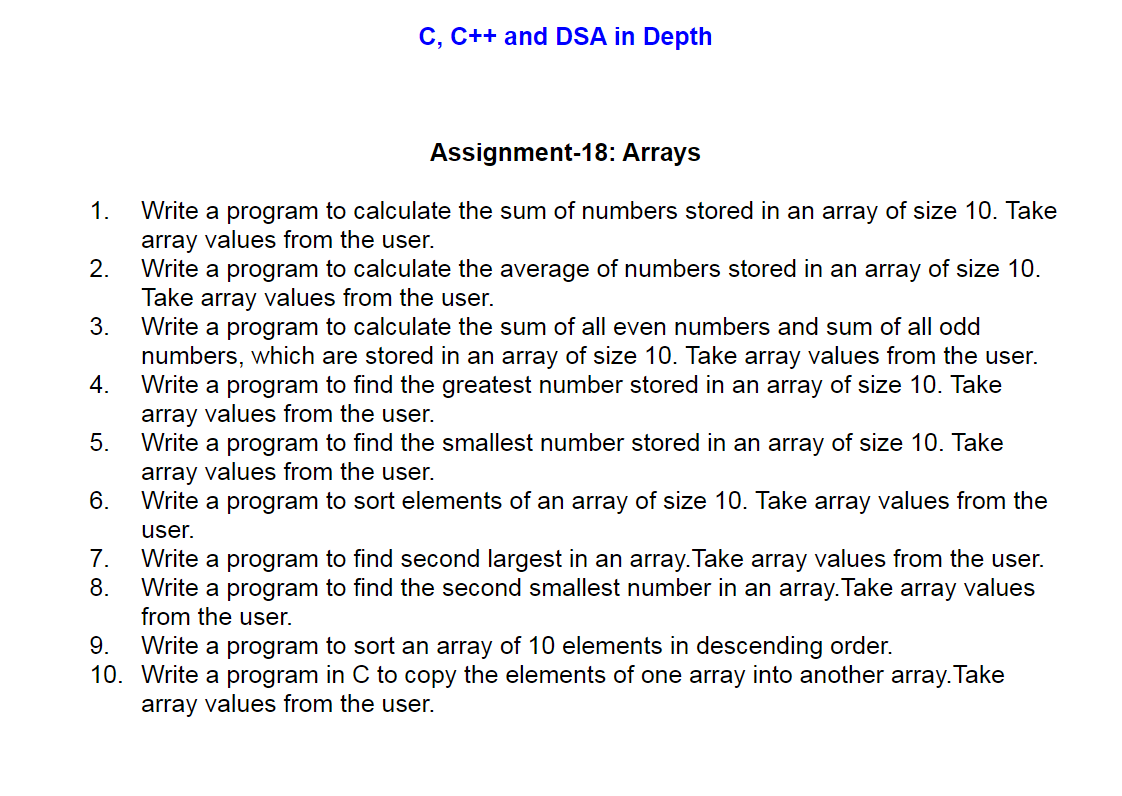 C, C++ and DSA in Depth
Assignment-18: Arrays
1. Write a program to calculate the sum of numbers stored in an array of size 10. Take
array values from the user.
2. Write a program to calculate the average of numbers stored in an array of size 10.
Take array values from the user.
3. Write a program to calculate the sum of all even numbers and sum of all odd
numbers, which are stored in an array of size 10. Take array values from the user.
4. Write a program to find the greatest number stored in an array of size 10. Take
array values from the user.
5. Write a program to find the smallest number stored in an array of size 10. Take
array values from the user.
6. Write a program to sort elements of an array of size 10. Take array values from the
user.
7. Write a program to find second largest in an array.Take array values from the user.
8. Write a program to find the second smallest number in an array.Take array values
from the user.
9. Write a program to sort an array of 10 elements in descending order.
10. Write a program in C to copy the elements of one array into another array.Take
array values from the user.